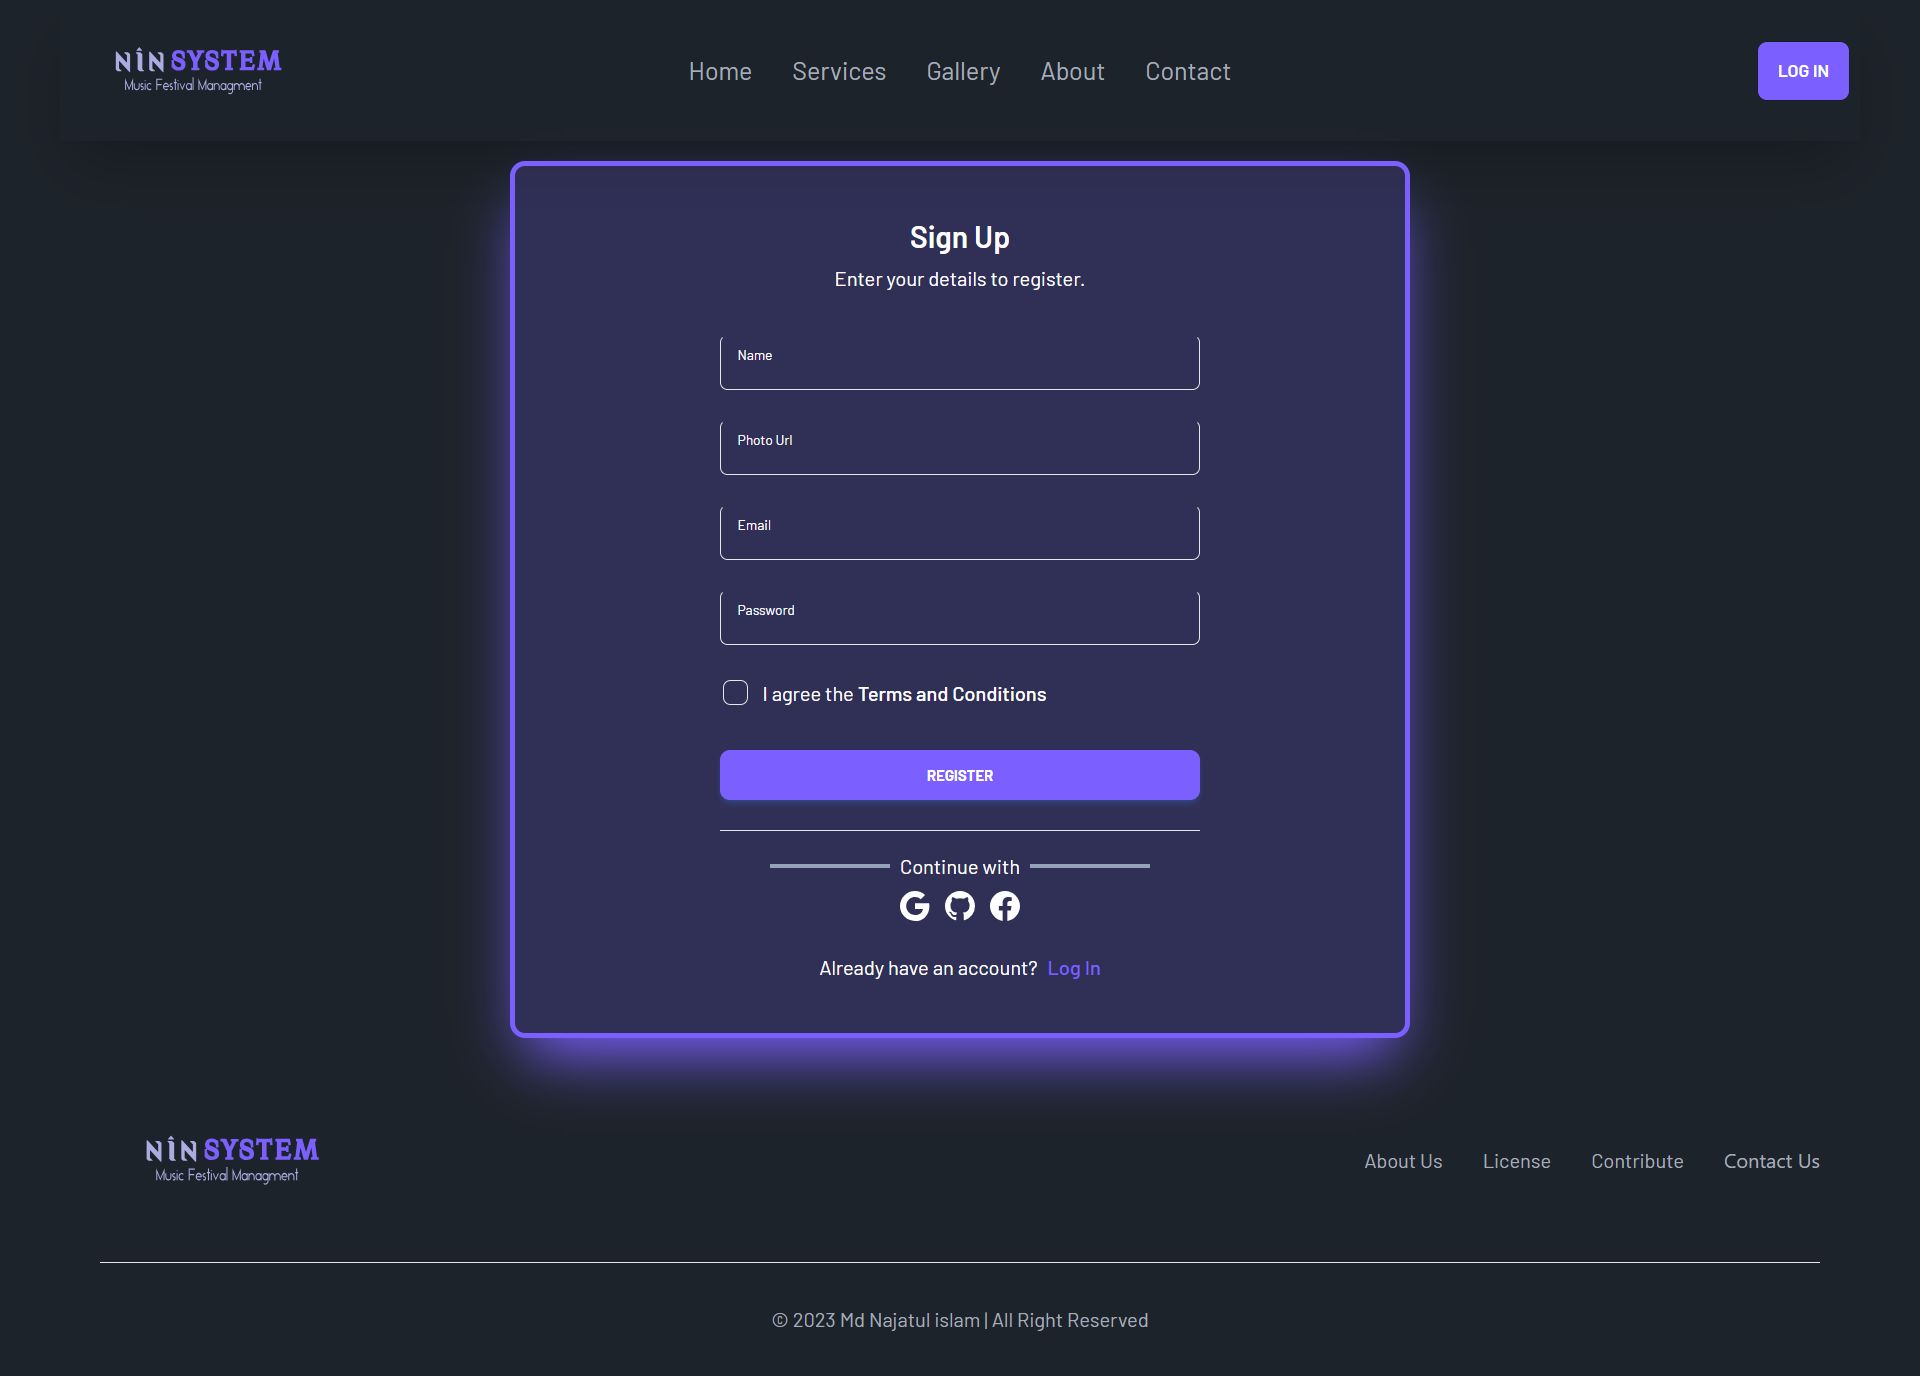 NIN SYSTEM
Music Festival Managment
Home
Services
Gallery
About
Contact
LOG IN
Sign Up
Enter your details to register.
Name
Photo Url
Email
Password
I agree the Terms and Conditions
REGISTER
Continue with
Already have an account? Log In
NIN SYSTEM
Music Festival Managment
About Us
License
Contribute
Contact Us
© 2023 Md Najatul islam | All Right Reserved